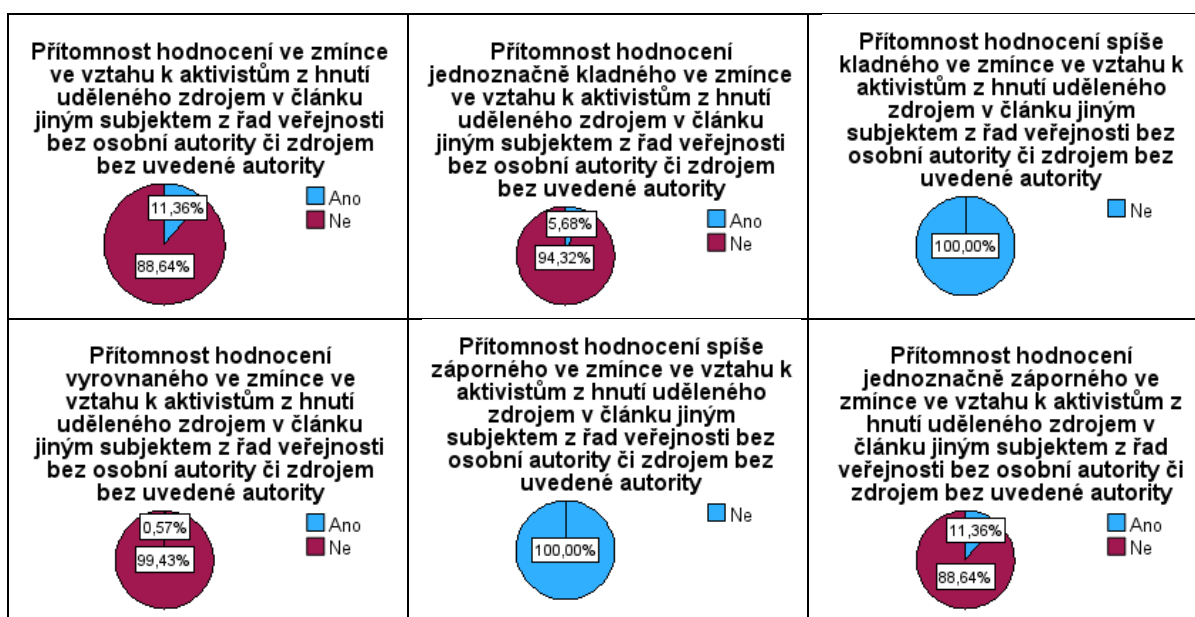 Přítomnost hodnocení ve zmínce
ve vztahu k aktivistům z hnutí
uděleného zdrojem v článku
jiným subjektem z řad veřejnosti
bez osobní autority či zdrojem
bez uvedené autority
Ano
Ne
11,36%
88,64%
Přítomnost hodnocení
jednoznačně kladného ve zmínce
ve vztahu k aktivistům z hnutí
uděleného zdrojem v článku
jiným subjektem z řad veřejnosti
bez osobní autority či zdrojem
bez uvedené autority
Ano
Ne
5,68%
94,32%
Přítomnost hodnocení spíše
kladného ve zmínce ve vztahu k
aktivistům z hnutí uděleného
zdrojem v článku jiným
subjektem z řad veřejnosti bez
osobní autority či zdrojem bez
uvedené autority
Ne
100,00%
Přítomnost hodnocení
vyrovnaného ve zmínce ve
vztahu k aktivistům z hnutí
uděleného zdrojem v článku
jiným subjektem z řad veřejnosti
bez osobní autority či zdrojem
bez uvedené autority
Ano
Ne
0,57%
99,43%
Přítomnost hodnocení spíše
záporného ve zmínce ve vztahu k
aktivistům z hnutí uděleného
zdrojem v článku jiným
subjektem z řad veřejnosti bez
osobní autority či zdrojem bez
uvedené autority
Ne
100,00%
Přítomnost hodnocení
jednoznačně záporného ve
zmínce ve vztahu k aktivistům z
hnutí uděleného zdrojem v
článku jiným subjektem z řad
veřejnosti bez osobní autority či
zdrojem bez uvedené autority
Ano
Ne
11,36%
88,64%